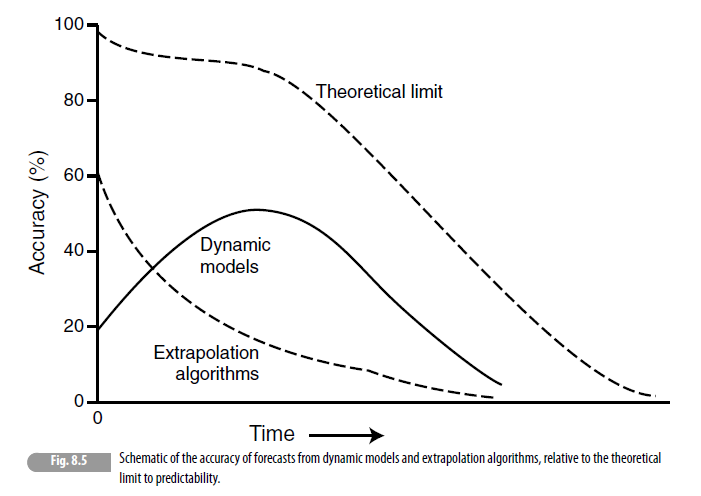 100
80
60
40
20
0
Accuracy (%)
Theoretical limit
Dynamic
models
Extrapolation
algorithms
0
Time
Fig. 8.5
Schematic of the accuracy of forecasts from dynamic models and extrapolation algorithms, relative to the theoretical
limit to predictability.